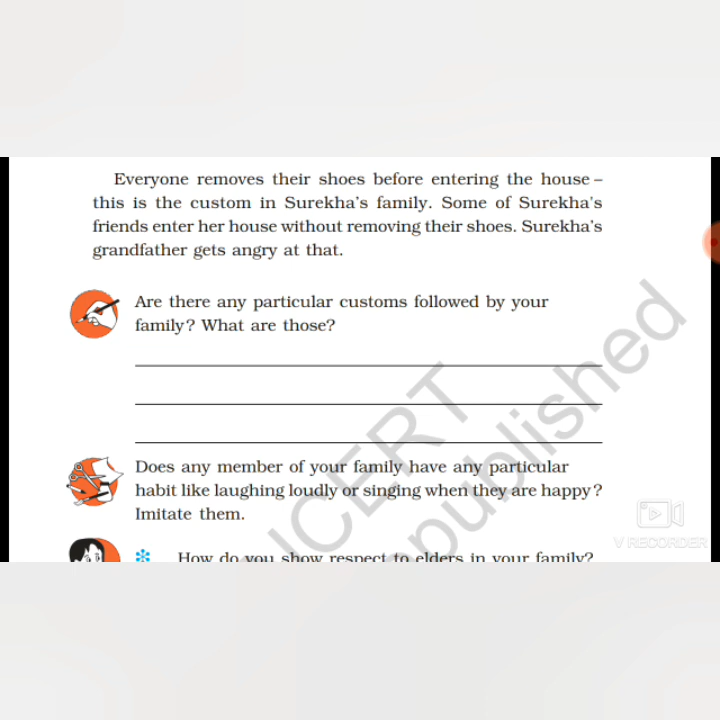 Everyone removes their shoes before entering the house –
this is the custom in Surekha's family. Some of Surekha's
friends enter her house without removing their shoes. Surekha's
grandfather gets angry at that.
Are there any particular customs followed by your
family? What are those?
Does any member of your family have any particular
habit like laughing loudly or singing when they are happy?
Imitate them.
How do you show respect to elders in your family?
NCERT
republished
V RECORDER